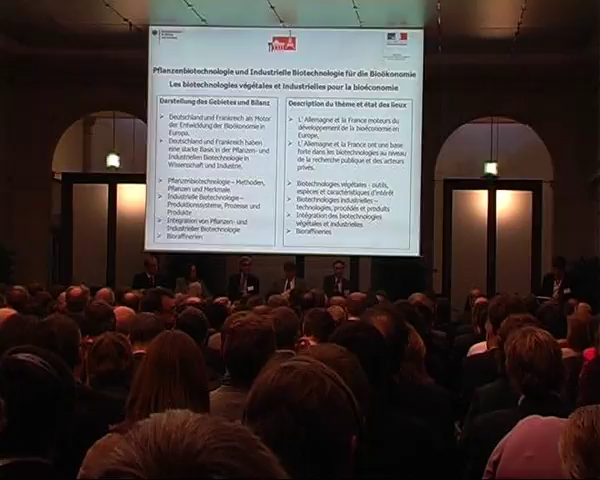 Pflanzenbiotechnologie und Industrielle Biotechnologie für die Bioökonomie
Les biotechnologies végétales et Industrielles pour la bioéconomie
Darstellung des Gebietes und Bilanz
Deutschland und Frankreich als Motor
der Entwicklung der Bioökonomie in
Europa.
Deutschland und Frankreich haben
eine starke Basis in der Pflanzen- und
Industriellen Biotechnologie in
Wissenschaft und Industrie.
Pflanzenbiotechnologie – Methoden,
Pflanzen und Merkmale
Industrielle Biotechnologie –
Produktionssysteme, Prozesse und
Produkte
Integration von Pflanzen- und
Industrieller Biotechnologie
Bioraffinerien
Description du thème et état des lieux
L' Allemagne et la France moteurs du
développement de la bioéconomie en
Europe.
L' Allemagne et la France ont une base
forte dans les biotechnologies au niveau
de la recherche publique et des acteurs
privés.
Biotechnologies végétales - outils,
espèces et caractéristiques d'intérêt
Biotechnologies industrielles –
technologies, procédés et produits
Intégration des biotechnologies
végétales et industrielles
Bioraffineries